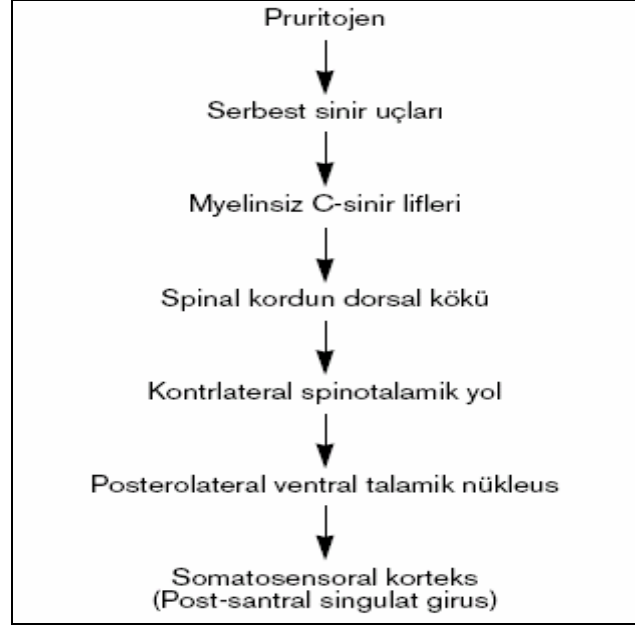 Pruritojen
Serbest sinir uçları
Myelinsiz C-sinir lifleri
Spinal kordun dorsal kökü
Kontrlateral spinotalamik yol
Posterolateral ventral talamik nükleus
Somatosensoral korteks
(Post-santral singulat girus)